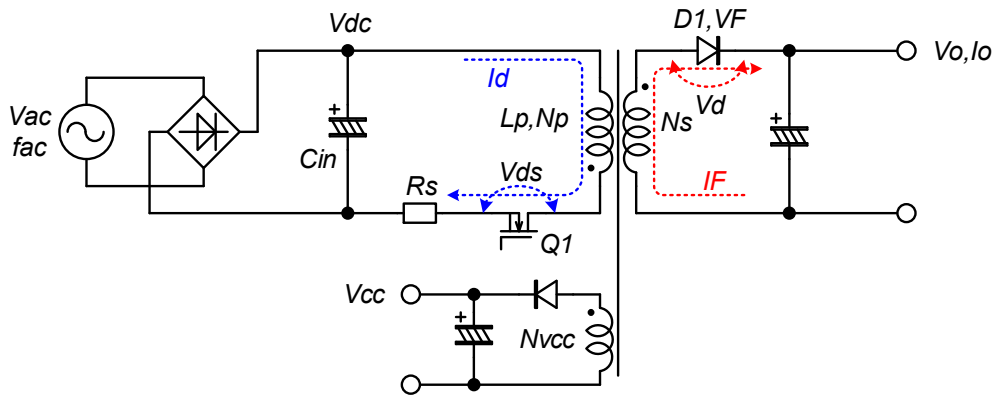 Vdc
D1,VF
Vo,Io
Id
Vd
Vac
fac
Lp,Np
Ns
+
+
Cin
Vds
IF
Rs
Q1
Vcc
+
Nvcc